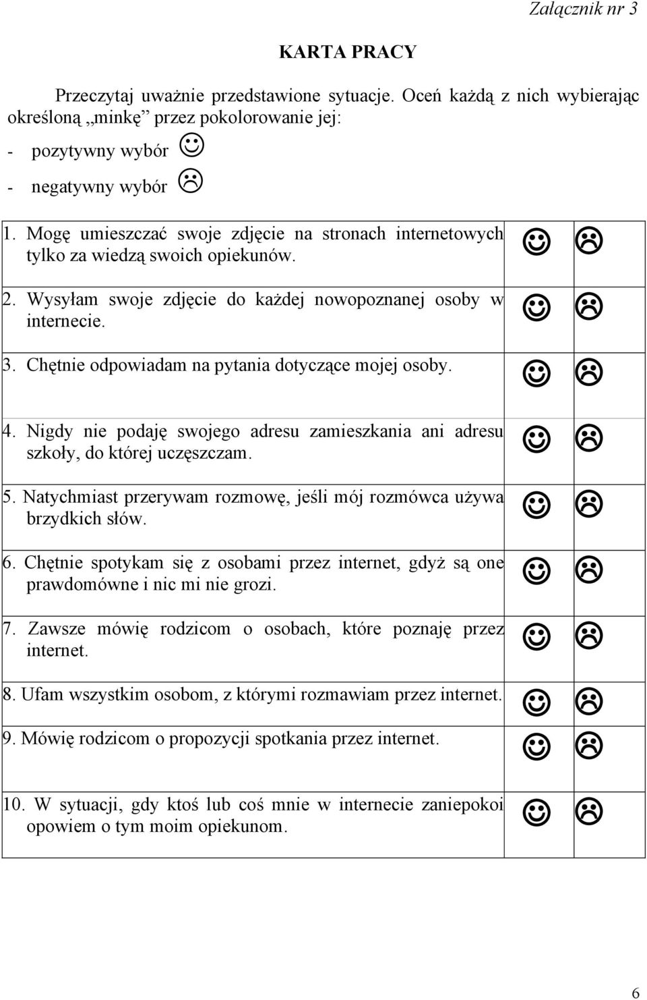 Załącznik nr 3
KARTA PRACY
Przeczytaj uważnie przedstawione sytuacje. Oceń każdą z nich wybierając
określoną „minkę” przez pokolorowanie jej:
- pozytywny wybór ☺
- negatywny wybór ☹
1. Mogę umieszczać swoje zdjęcie na stronach internetowych ☺ ☹
tylko za wiedzą swoich opiekunów.
2. Wysyłam swoje zdjęcie do każdej nowopoznanej osoby w ☺ ☹
internecie.
3. Chętnie odpowiadam na pytania dotyczące mojej osoby. ☺ ☹
4. Nigdy nie podaję swojego adresu zamieszkania ani adresu ☺ ☹
szkoły, do której uczęszczam.
5. Natychmiast przerywam rozmowę, jeśli mój rozmówca używa ☺ ☹
brzydkich słów.
6. Chętnie spotykam się z osobami przez internet, gdyż są one ☺ ☹
prawdomówne i nic mi nie grozi.
7. Zawsze mówię rodzicom o osobach, które poznaję przez ☺ ☹
internet.
8. Ufam wszystkim osobom, z którymi rozmawiam przez internet. ☺ ☹
9. Mówię rodzicom o propozycji spotkania przez internet. ☺ ☹
10. W sytuacji, gdy ktoś lub coś mnie w internecie zaniepokoi ☺ ☹
opowiem o tym moim opiekunom.
6